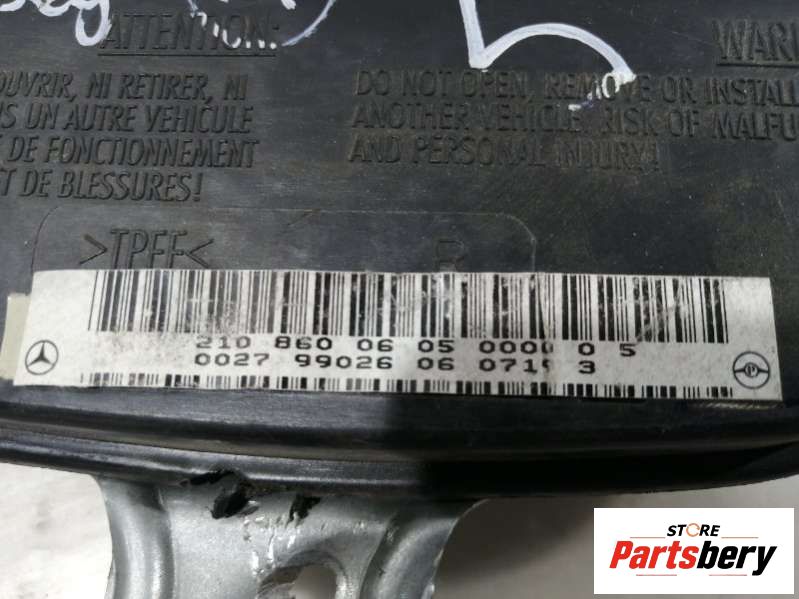 ATTENTION:
OUVRIR, NI RETIRER, NI
UN AUTRE VEHICULE
DE FONCTIONNEMENT
DE BLESSURES!
DO NOT OPEN, REMOVE OR INSTALL
ANOTHER VEHICLE, RISK OF
AND PERSONAL INJURY!
>TPEE<
210 860 06 05 0000 0 5
0027 99026 06 0719 3
STORE
Partsbery